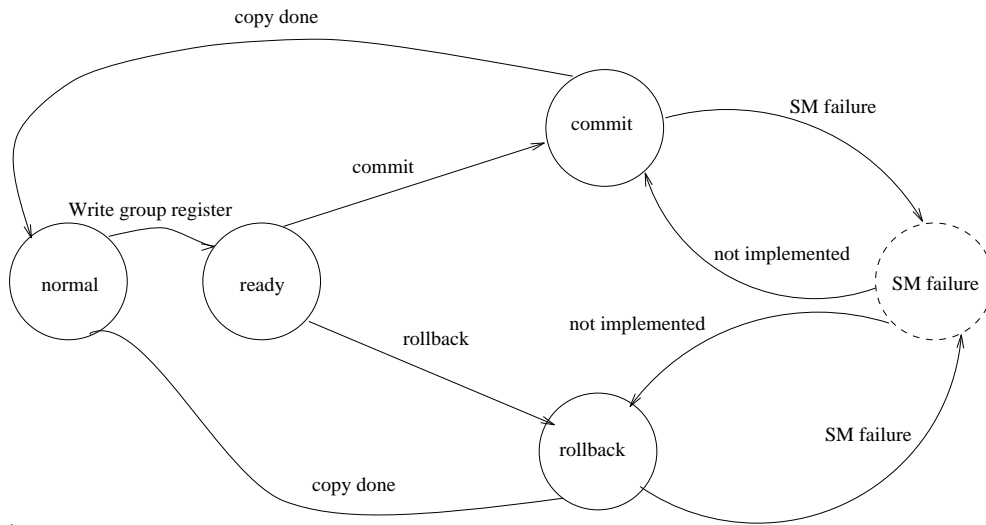 copy done
SM failure
commit
commit
Write group register
not implemented
normal
ready
SM failure
not implemented
rollback
SM failure
rollback
copy done